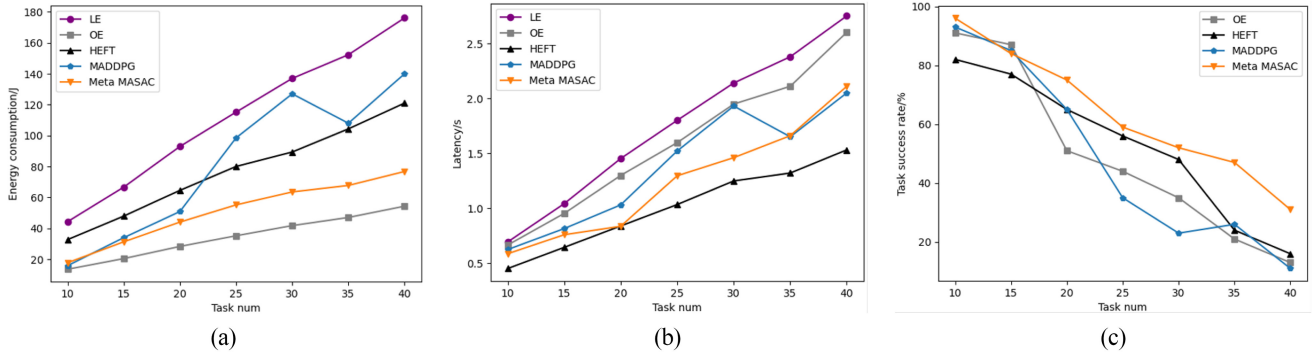 180
160
140
120
100
80
60
40
20
Energy consumption/J
LE
OE
HEFT
MADDPG
Meta MASAC
10 15 20 25 30 35 40
Task num
(a)
2.5
2.0
1.5
1.0
0.5
Latency/s
LE
OE
HEFT
MADDPG
Meta MASAC
10 15 20 25 30 35 40
Task num
(b)
100
80
60
40
20
Task success rate/%
OE
HEFT
MADDPG
Meta MASAC
10 15 20 25 30 35 40
Task num
(c)